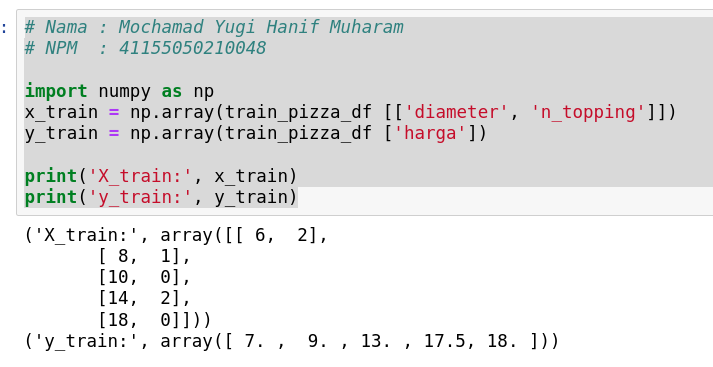 :
# Nama : Mochamad Yugi Hanif Muharam
# NPM  : 41155050210048
import numpy as np
x_train = np.array(train_pizza_df [['diameter', 'n_topping']])
y_train = np.array(train_pizza_df ['harga'])
print('X_train:', x_train)
print('y_train:', y_train)
('X_train:', array([[ 6,  2],
       [ 8,  1],
       [10,  0],
       [14,  2],
       [18,  0]]))
('y_train:', array([ 7. ,  9. , 13. , 17.5, 18. ]))